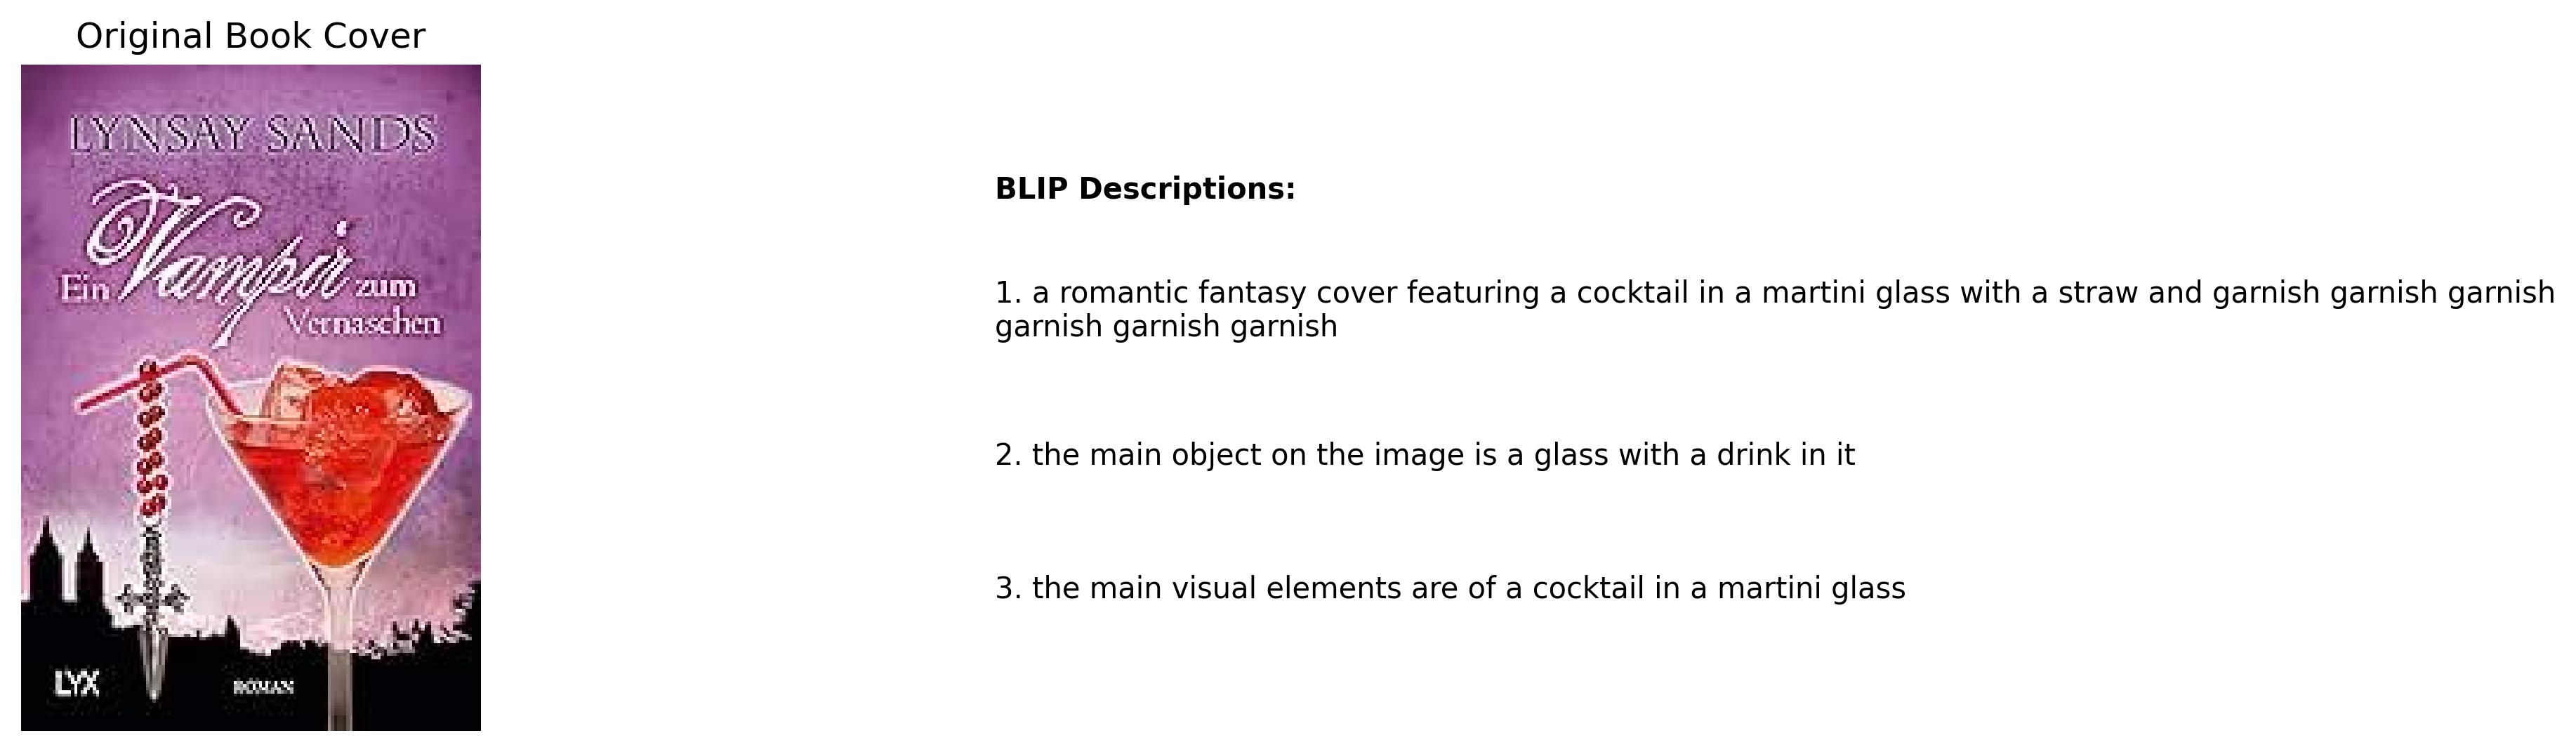 Original Book Cover
LYNSAY SANDS
Ein Vampir zum
Vernaschen
LYX
ROMAN
BLIP Descriptions:
1. a romantic fantasy cover featuring a cocktail in a martini glass with a straw and garnish garnish garnish
garnish garnish garnish
2. the main object on the image is a glass with a drink in it
3. the main visual elements are of a cocktail in a martini glass